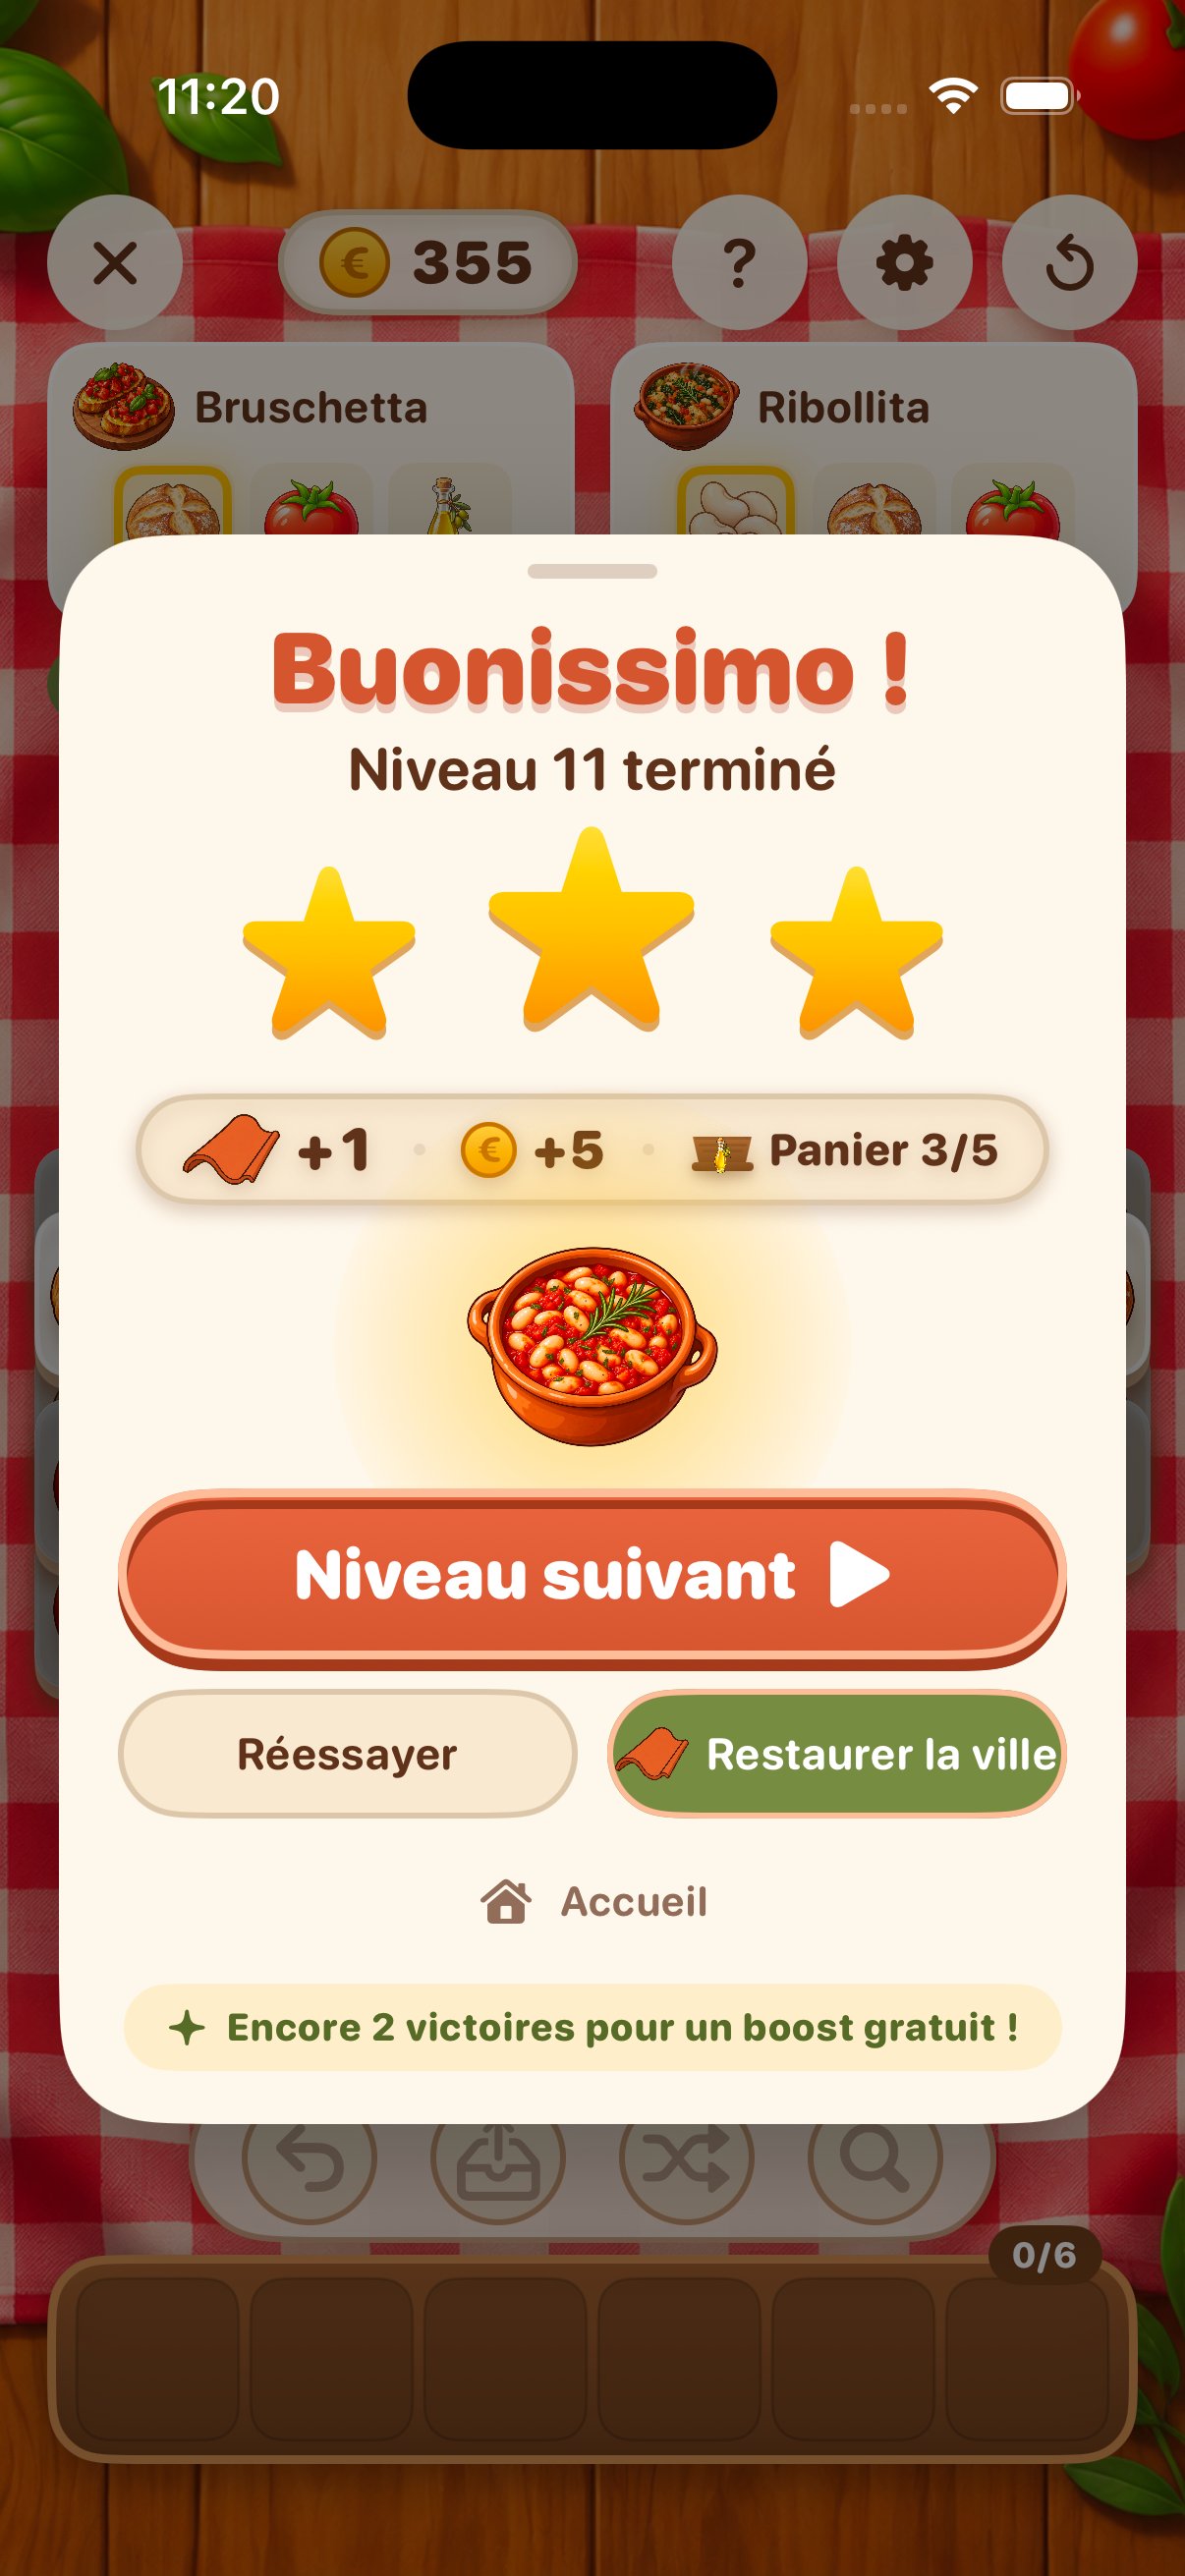 11:20
€ 355 ?
Bruschetta
Ribollita
Buonissimo !
Niveau 11 terminé
+1 € +5 Panier 3/5
Niveau suivant
Réessayer
Restaurer la ville
Accueil
Encore 2 victoires pour un boost gratuit !
0/6